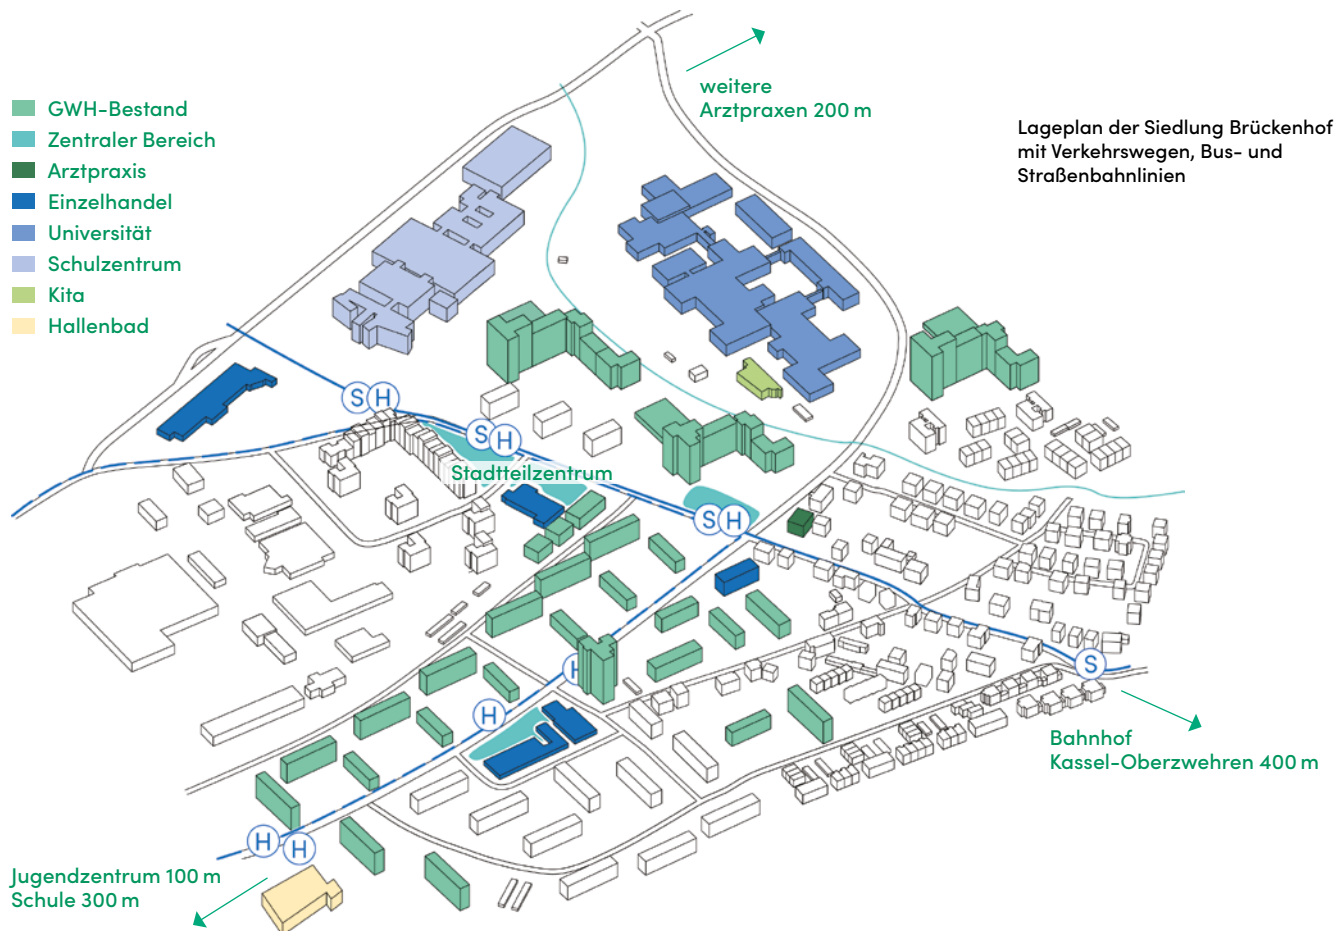 weitere
Arztpraxen 200 m
GWH-Bestand
Zentraler Bereich
Arztpraxis
Einzelhandel
Universität
Schulzentrum
Kita
Hallenbad
Lageplan der Siedlung Brückenhof
mit Verkehrswegen, Bus- und
Straßenbahnlinien
S H
S H
Stadtteilzentrum
S H
H
S
H
Bahnhof
Kassel-Oberzwehren 400 m
H
H
Jugendzentrum 100 m
Schule 300 m